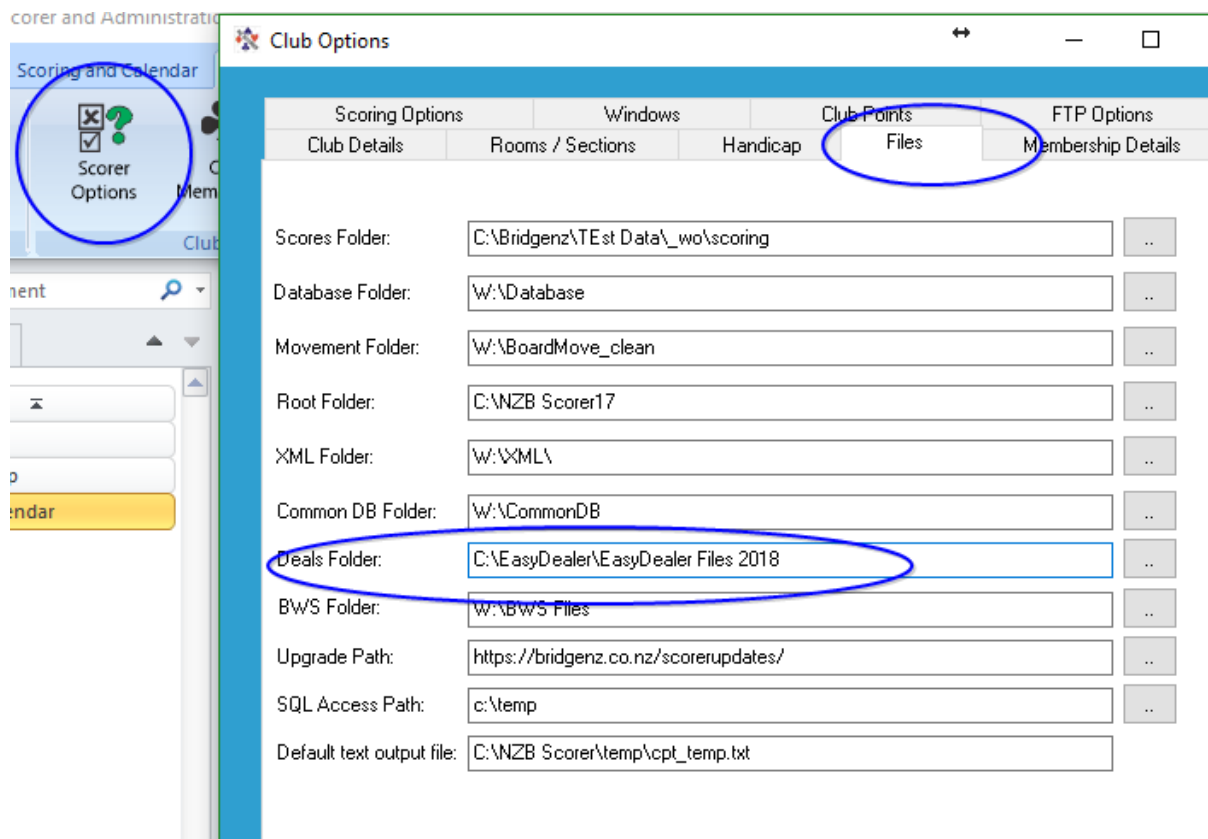 corer and Administratio
Club Options
Scoring and Calendar
Scorer
Options
C
Mem
Club
nent
p
endar
Scoring Options
Windows
Club Points
FTP Options
Club Details
Rooms / Sections
Handicap
Files
Membership Details
Scores Folder:
C:\Bridgenz\TEst Data\_wo\scoring
..
Database Folder:
W:\Database
..
Movement Folder:
W:\BoardMove_clean
..
Root Folder:
C:\NZB Scorer17
..
XML Folder:
W:\XML\
..
Common DB Folder:
W:\CommonDB
..
Deals Folder:
C:\EasyDealer\EasyDealer Files 2018
..
BWS Folder:
W:\BWS Files
..
Upgrade Path:
https://bridgenz.co.nz/scorerupdates/
..
SQL Access Path:
c:\temp
..
Default text output file:
C:\NZB Scorer\temp\cpt_temp.txt